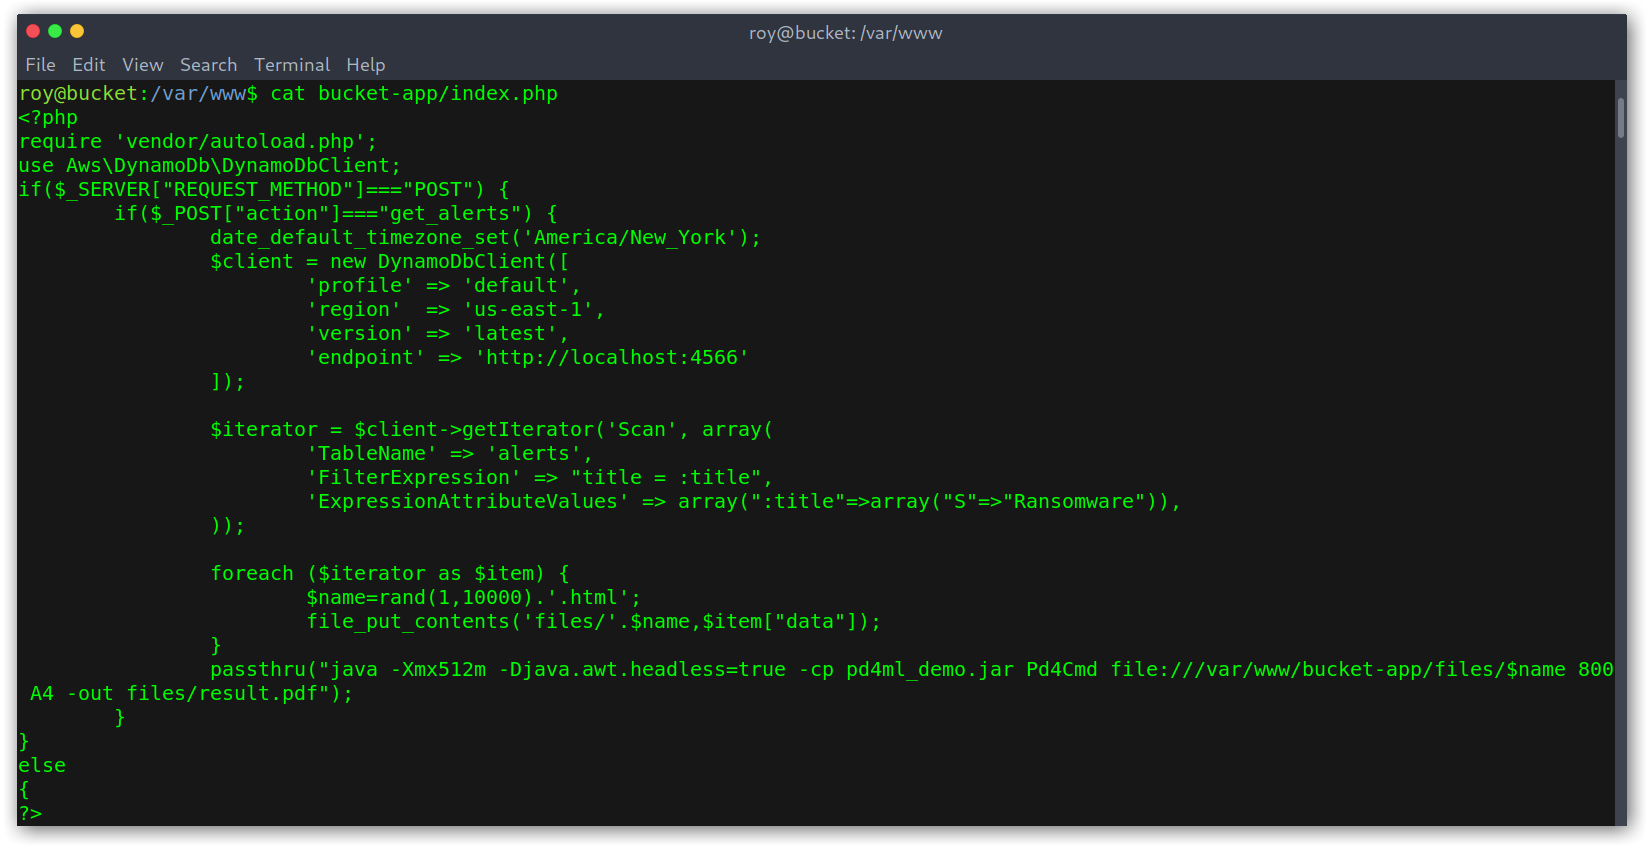 roy@bucket: /var/www
File Edit View Search Terminal Help
roy@bucket:/var/www$ cat bucket-app/index.php
<?php
require 'vendor/autoload.php';
use Aws\DynamoDb\DynamoDbClient;
if($_SERVER["REQUEST_METHOD"]==="POST") {
        if($_POST["action"]==="get_alerts") {
                date_default_timezone_set('America/New_York');
                $client = new DynamoDbClient([
                        'profile' => 'default',
                        'region'  => 'us-east-1',
                        'version' => 'latest',
                        'endpoint' => 'http://localhost:4566'
                ]);

                $iterator = $client->getIterator('Scan', array(
                        'TableName' => 'alerts',
                        'FilterExpression' => "title = :title",
                        'ExpressionAttributeValues' => array(":title"=>array("S"=>"Ransomware")),
                ));

                foreach ($iterator as $item) {
                        $name=rand(1,10000).'.html';
                        file_put_contents('files/'.$name,$item["data"]);
                }
                passthru("java -Xmx512m -Djava.awt.headless=true -cp pd4ml_demo.jar Pd4Cmd file:///var/www/bucket-app/files/$name 800
 A4 -out files/result.pdf");
        }
}
else
{
?>